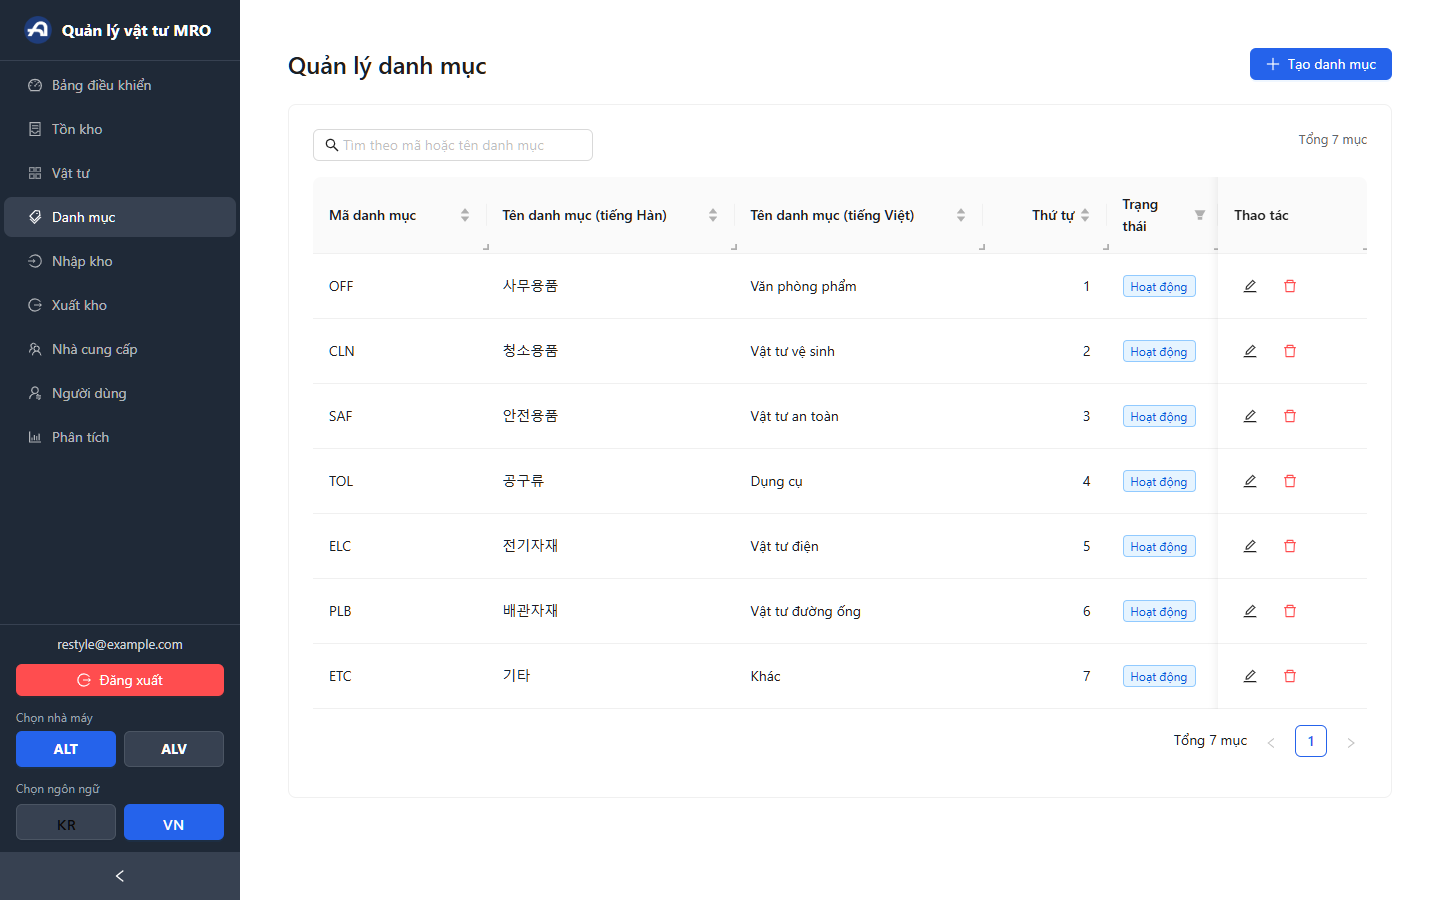 Quản lý vật tư MRO
Bảng điều khiển
Tồn kho
Vật tư
Danh mục
Nhập kho
Xuất kho
Nhà cung cấp
Người dùng
Phân tích
restyle@example.com
Đăng xuất
Chọn nhà máy
ALT ALV
Chọn ngôn ngữ
KR VN
Quản lý danh mục
Tạo danh mục
Tìm theo mã hoặc tên danh mục
Tổng 7 mục
Mã danh mục Tên danh mục (tiếng Hàn) Tên danh mục (tiếng Việt) Thứ tự Trạng thái Thao tác
OFF 사무용품 Văn phòng phẩm 1 Hoạt động
CLN 청소용품 Vật tư vệ sinh 2 Hoạt động
SAF 안전용품 Vật tư an toàn 3 Hoạt động
TOL 공구류 Dụng cụ 4 Hoạt động
ELC 전기자재 Vật tư điện 5 Hoạt động
PLB 배관자재 Vật tư đường ống 6 Hoạt động
ETC 기타 Khác 7 Hoạt động
Tổng 7 mục 1